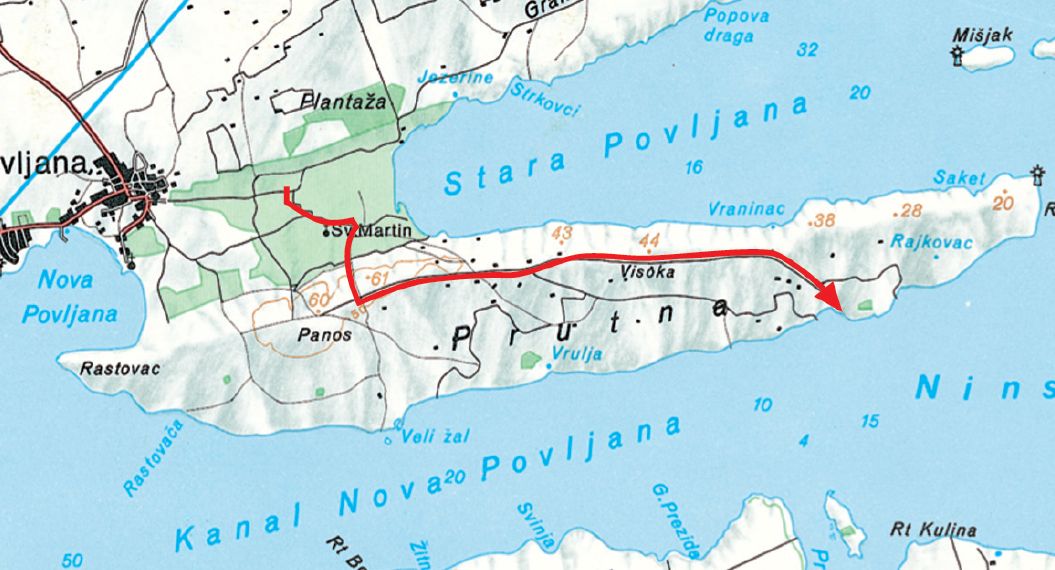 Popova
draga
32
Mišjak
Jezerine
Strkovci
Plantaža
20
Stara Povljana
16
vljana
Saket
20
Vraninac
38
28
Sv. Martin
43
44
Rajkovac
Nova
Povljana
61
Visoka
60
50
Prutna
Panos
Vrulja
Rastovac
Rastovača
Veli žal
10
15
4
Kanal Nova Povljana
20
Svinja
G. Prezida
Rt Kulina
50